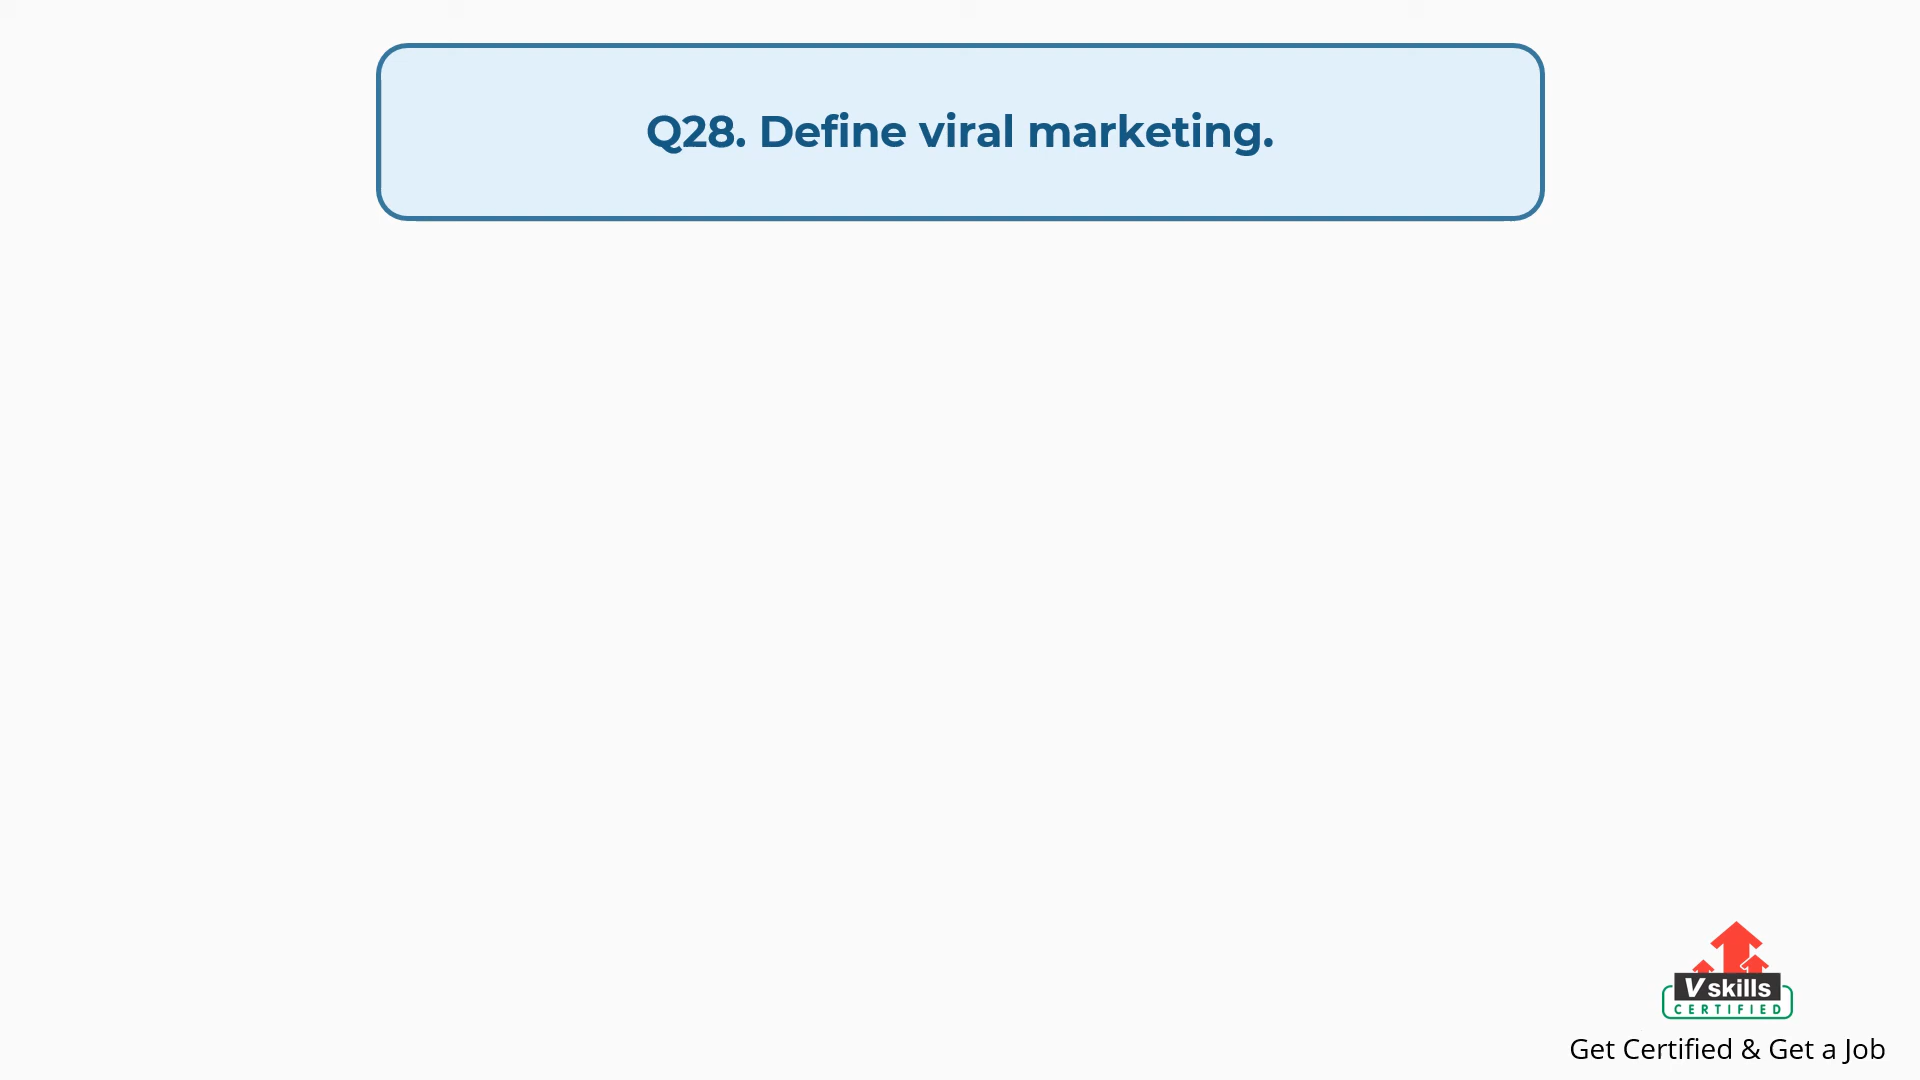 Q28. Define viral marketing.
Vskills
CERTIFIED
Get Certified & Get a Job